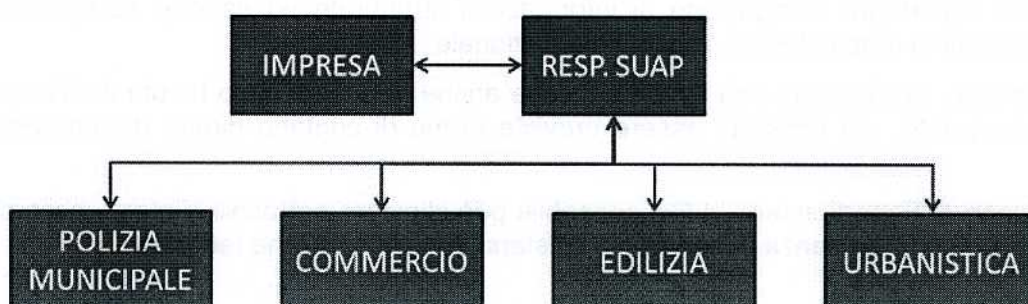 IMPRESA
RESP. SUAP
POLIZIA
MUNICIPALE
COMMERCIO
EDILIZIA
URBANISTICA